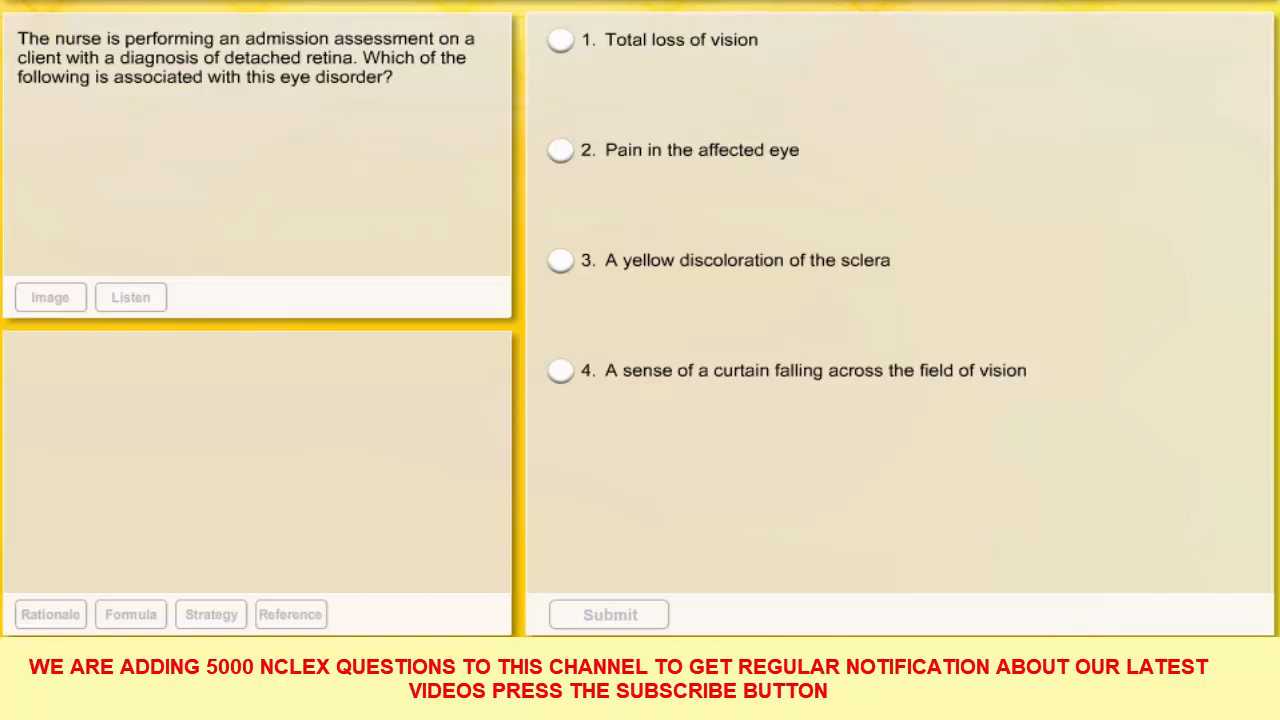 The nurse is performing an admission assessment on a
client with a diagnosis of detached retina. Which of the
following is associated with this eye disorder?
Image
Listen
1. Total loss of vision
2. Pain in the affected eye
3. A yellow discoloration of the sclera
4. A sense of a curtain falling across the field of vision
Rationale
Formula
Strategy
Reference
Submit
WE ARE ADDING 5000 NCLEX QUESTIONS TO THIS CHANNEL TO GET REGULAR NOTIFICATION ABOUT OUR LATEST
VIDEOS PRESS THE SUBSCRIBE BUTTON